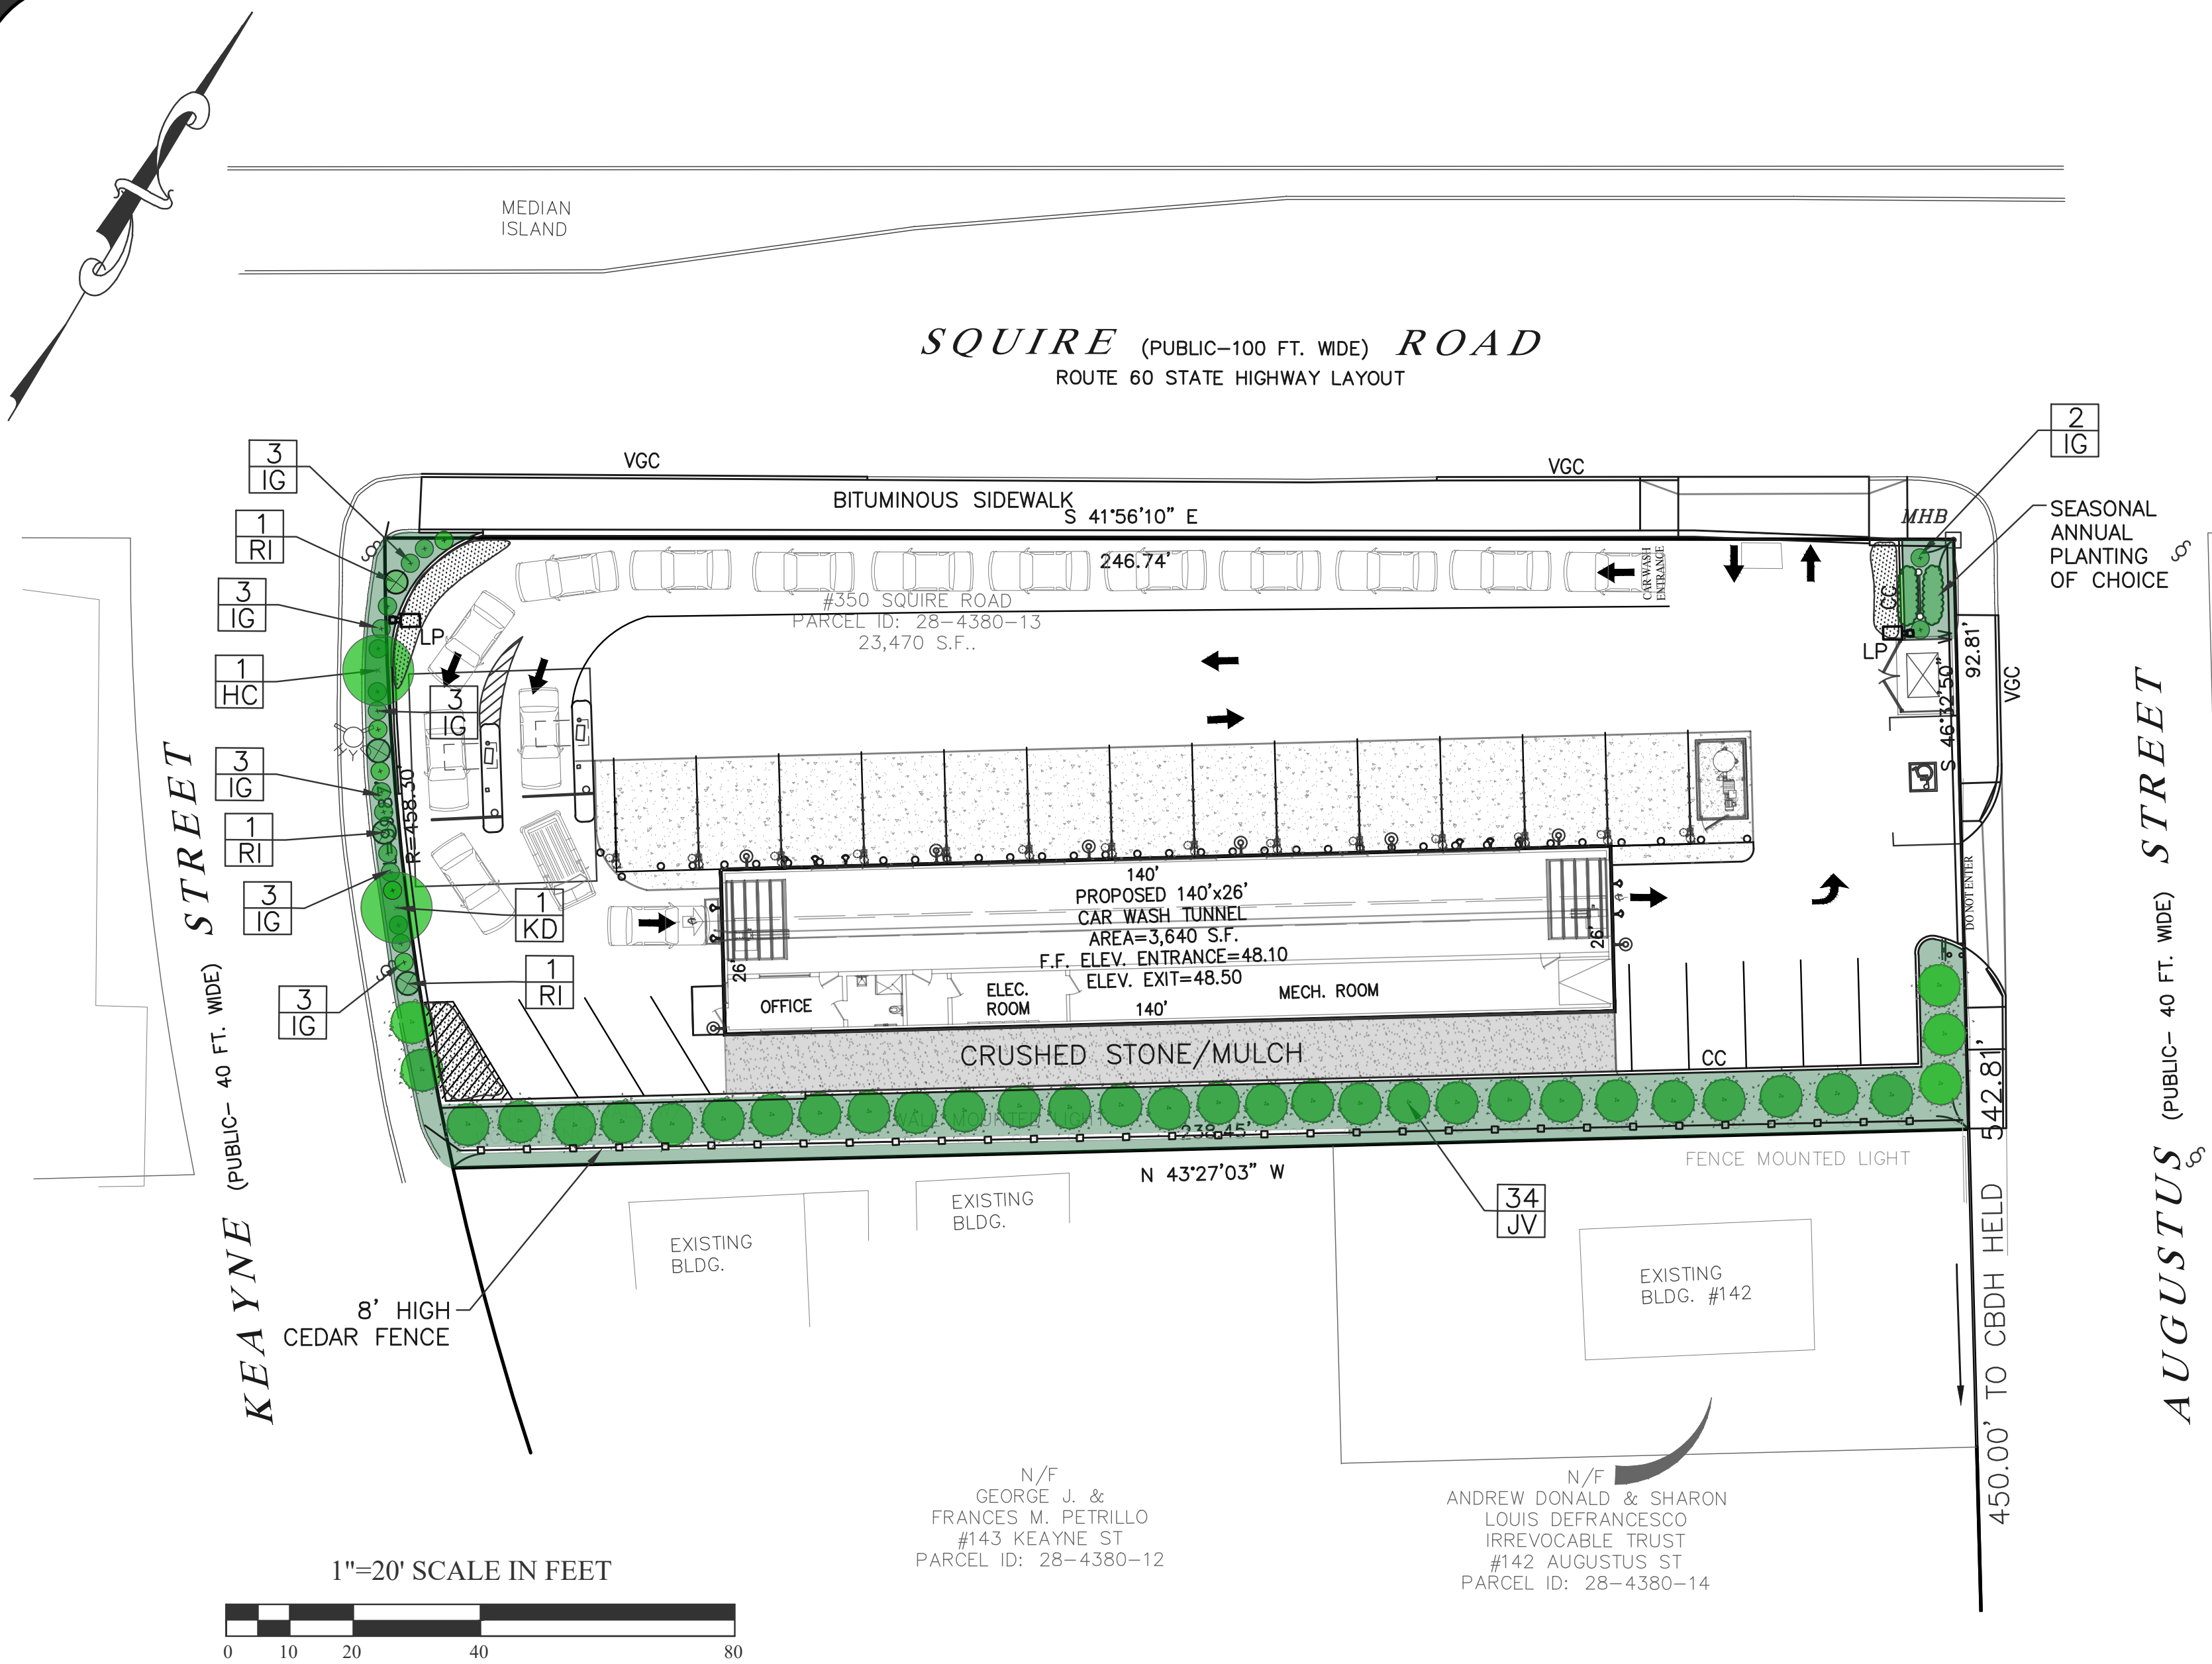 MEDIAN
ISLAND
SQUIRE (PUBLIC-100 FT. WIDE) ROAD
ROUTE 60 STATE HIGHWAY LAYOUT
3
IG
1
RI
3
IG
1
HC
3
IG
3
IG
1
RI
3
IG
1
KD
1
RI
3
IG
2
IG
SEASONAL
ANNUAL
PLANTING
OF CHOICE
VGC
VGC
BITUMINOUS SIDEWALK
S 41°56'10" E
246.74'
MHB
CAR WASH
ENTRANCE
#350 SQUIRE ROAD
PARCEL ID: 28-4380-13
23,470 S.F..
LP
CC
LP
92.81'
S 46°32'50" W
VGC
R=458.30'
DO NOT ENTER
140'
PROPOSED 140'x26'
CAR WASH TUNNEL
AREA=3,640 S.F.
F.F. ELEV. ENTRANCE=48.10
ELEV. EXIT=48.50
26'
26'
OFFICE
ELEC.
ROOM
MECH. ROOM
140'
CRUSHED STONE/MULCH
CC
WALL MOUNTED LIGHT
238.45'
N 43°27'03" W
FENCE MOUNTED LIGHT
34
JV
EXISTING
BLDG.
EXISTING
BLDG.
EXISTING
BLDG. #142
8' HIGH
CEDAR FENCE
KEAYNE (PUBLIC- 40 FT. WIDE) STREET
AUGUSTUS (PUBLIC- 40 FT. WIDE) STREET
542.81'
450.00' TO CBDH HELD
N/F
GEORGE J. &
FRANCES M. PETRILLO
#143 KEAYNE ST
PARCEL ID: 28-4380-12
N/F
ANDREW DONALD & SHARON
LOUIS DEFRANCESCO
IRREVOCABLE TRUST
#142 AUGUSTUS ST
PARCEL ID: 28-4380-14
1"=20' SCALE IN FEET
0 10 20 40 80